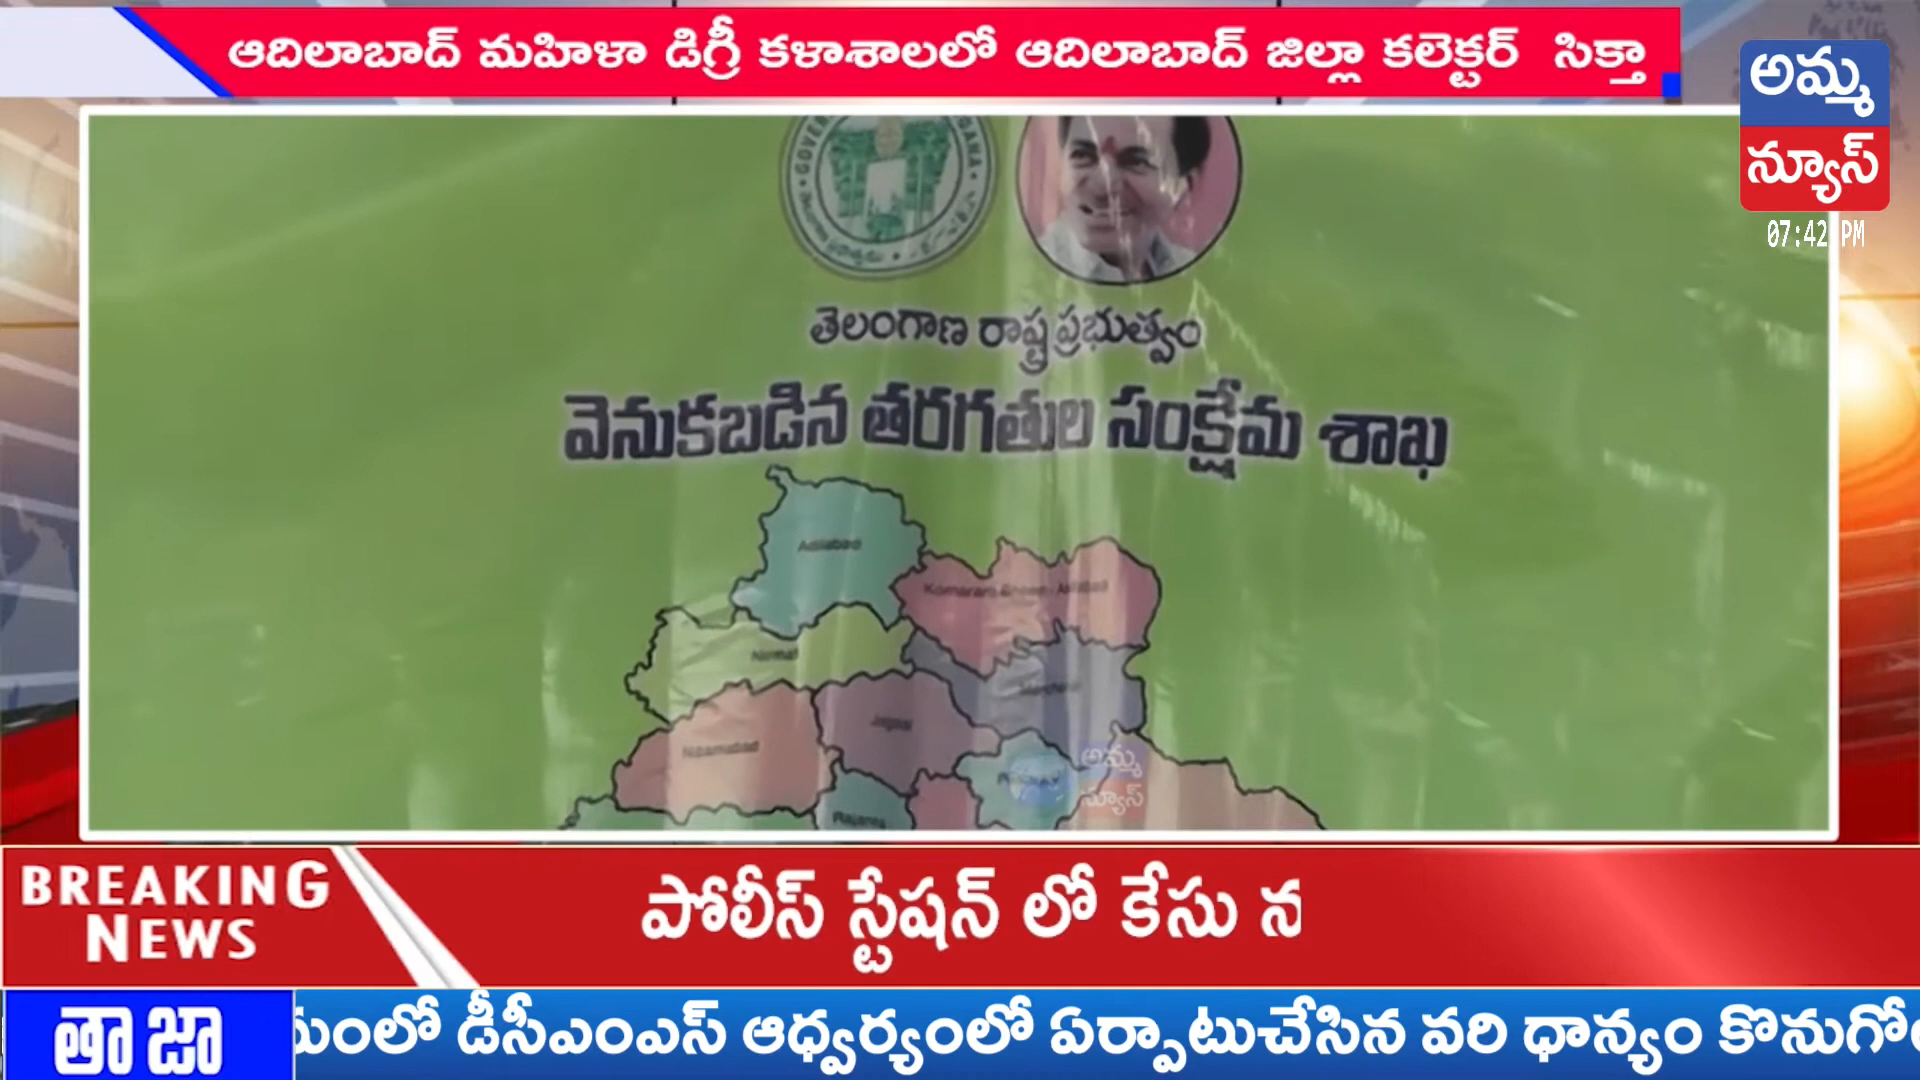 ఆదిలాబాద్ మహిళా డిగ్రీ కళాశాలలో ఆదిలాబాద్ జిల్లా కలెక్టర్ సిక్తా
అమ్మ
న్యూస్
07:42 PM
తెలంగాణ రాష్ట్ర ప్రభుత్వం
వెనుకబడిన తరగతుల సంక్షేమ శాఖ
Adilabad
Nirmal
Nizamabad
Jagtial
అమ్మ
న్యూస్
BREAKING
NEWS
పోలీస్ స్టేషన్ లో కేసు న
తాజా
డీసీఎంఎస్ ఆధ్వర్యంలో ఏర్పాటుచేసిన వరి ధాన్యం